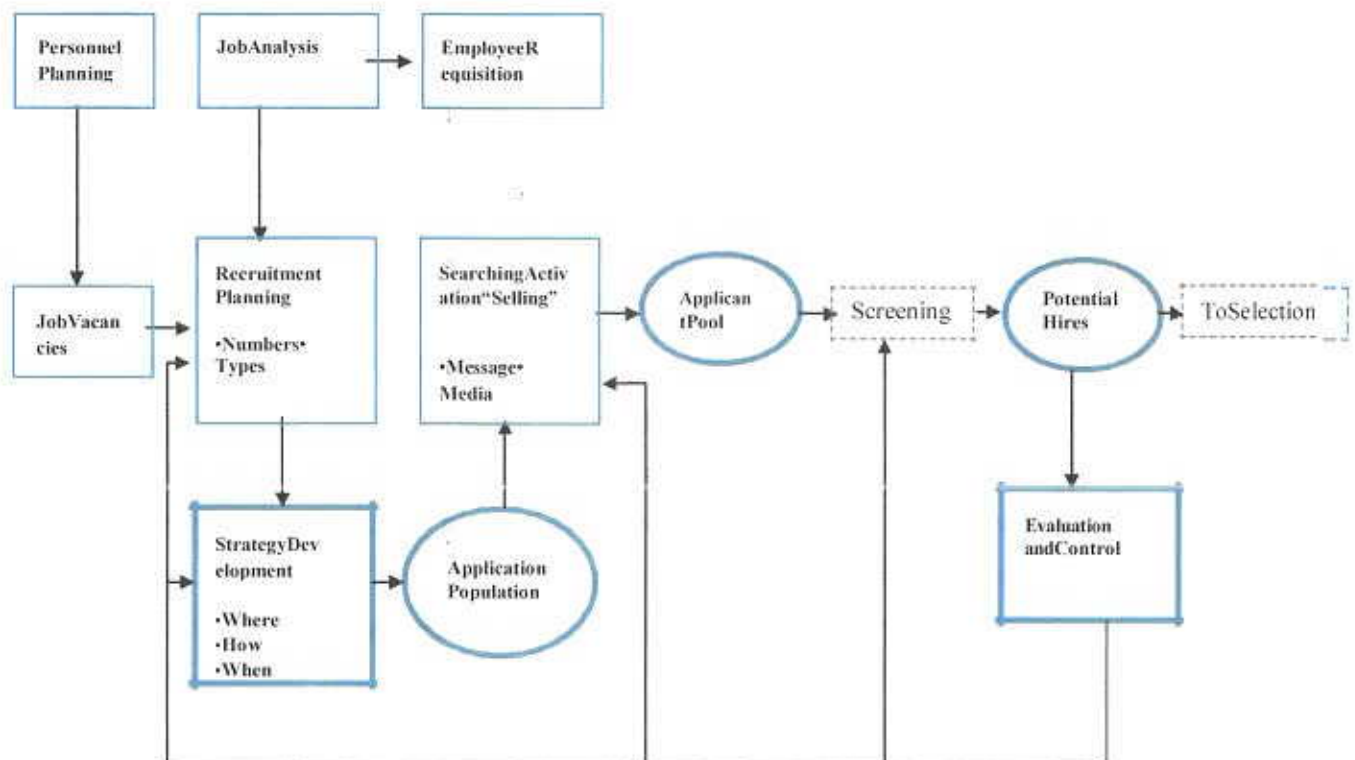 Personnel
Planning
JobAnalysis
EmployeeR
equisition
JobVacan
cies
Recruitment
Planning
•Numbers•
Types
SearchingActiv
ation“Selling”
•Message•
Media
Applican
tPool
Screening
Potential
Hires
ToSelection
StrategyDev
elopment
•Where
•How
•When
Application
Population
Evaluation
andControl